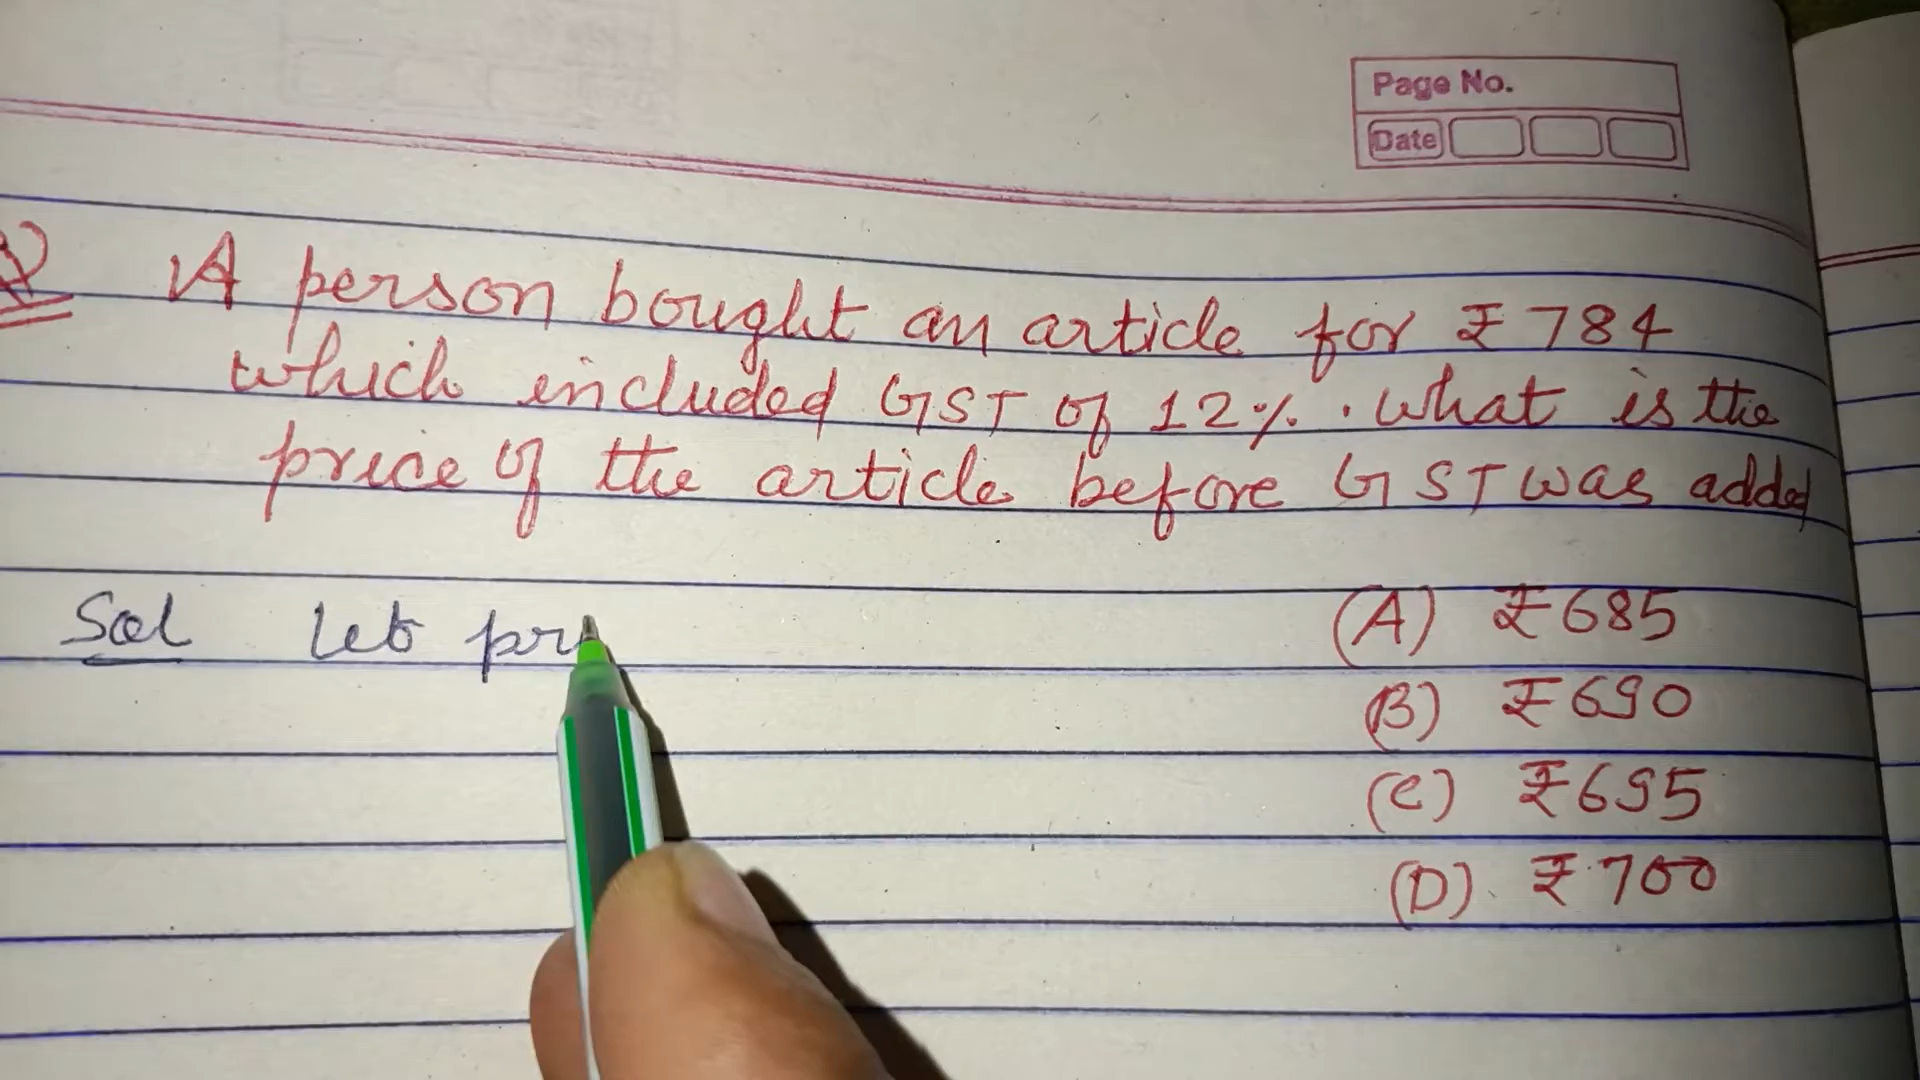 Page No.
Date
Q A person bought an article for ₹784
which included GST of 12%. what is the
price of the article before GST was added
Sol Let pri
(A) ₹685
(B) ₹690
(C) ₹695
(D) ₹700